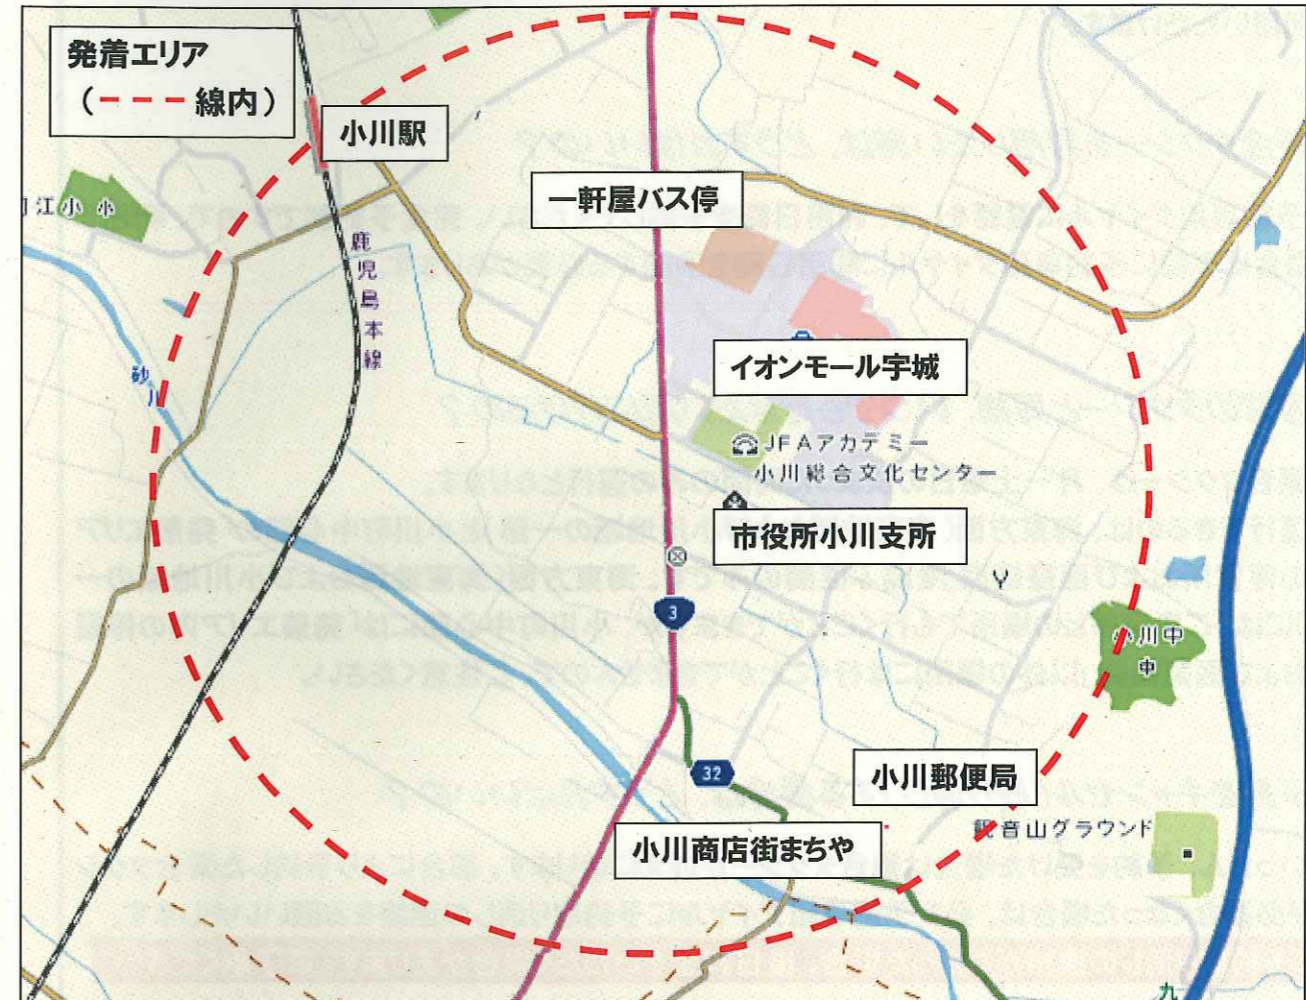 発着エリア
(--- 線内)
小川駅
一軒屋バス停
江小
小
鹿児島本線
砂川
イオンモール宇城
JFAアカデミー
小川総合文化センター
市役所小川支所
3
小川中
中
32
小川郵便局
観音山グラウンド
小川商店街まちや
九